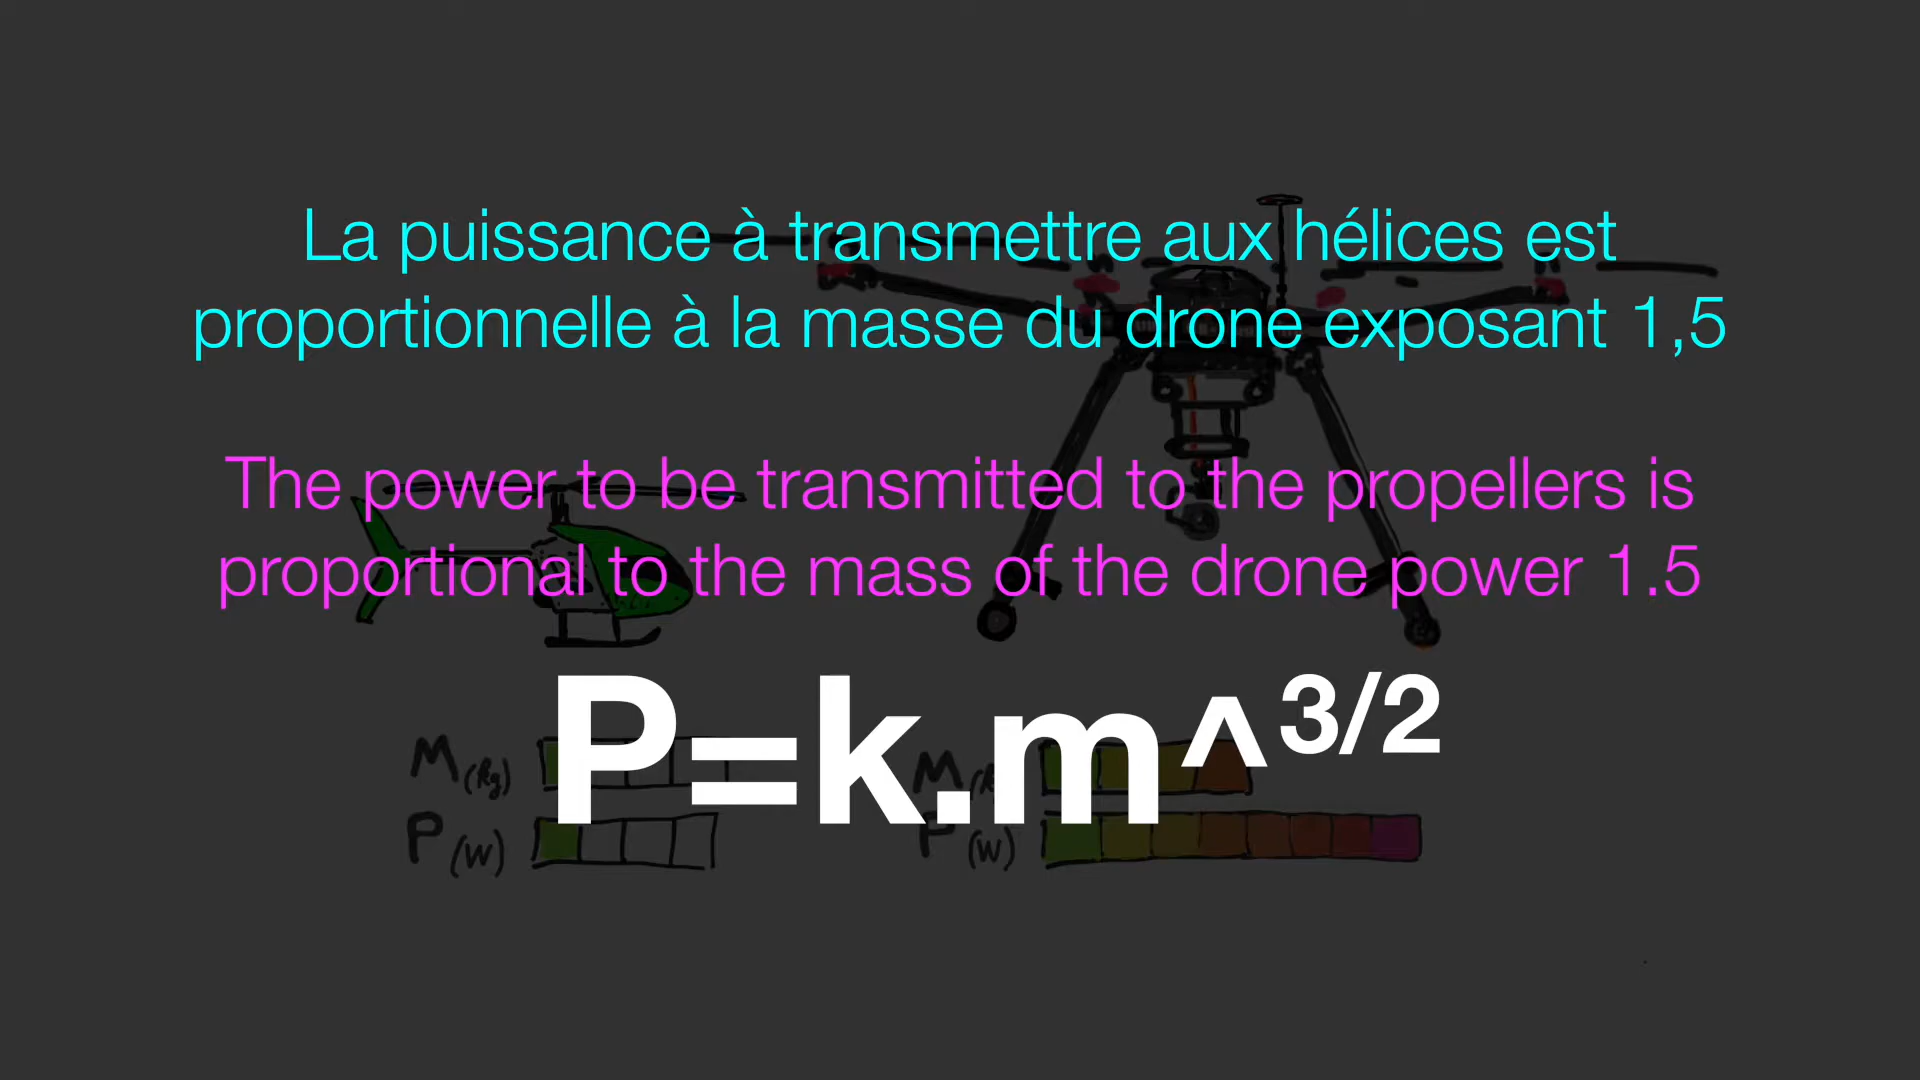 La puissance à transmettre aux hélices est
proportionnelle à la masse du drone exposant 1,5
The power to be transmitted to the propellers is
proportional to the mass of the drone power 1.5
P=k.m^3/2
M(kg)
P(W)
M
P(W)